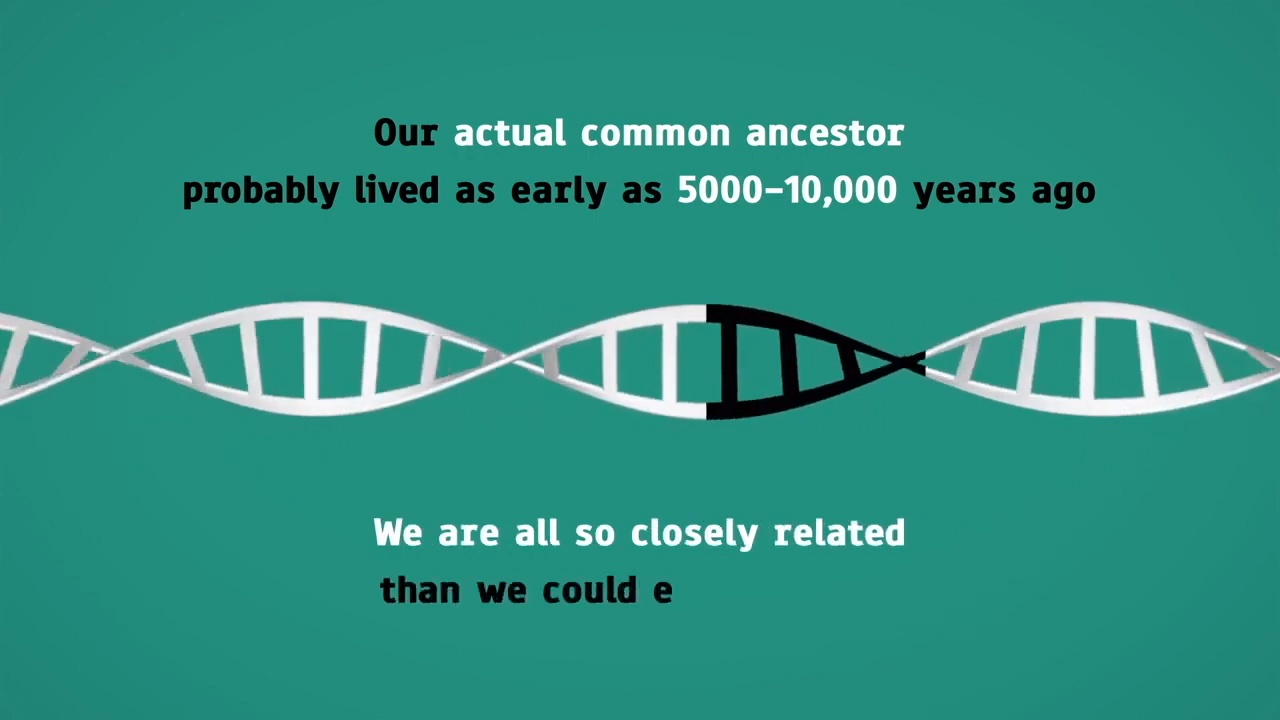 Our actual common ancestor
probably lived as early as 5000-10,000 years ago
We are all so closely related
than we could e